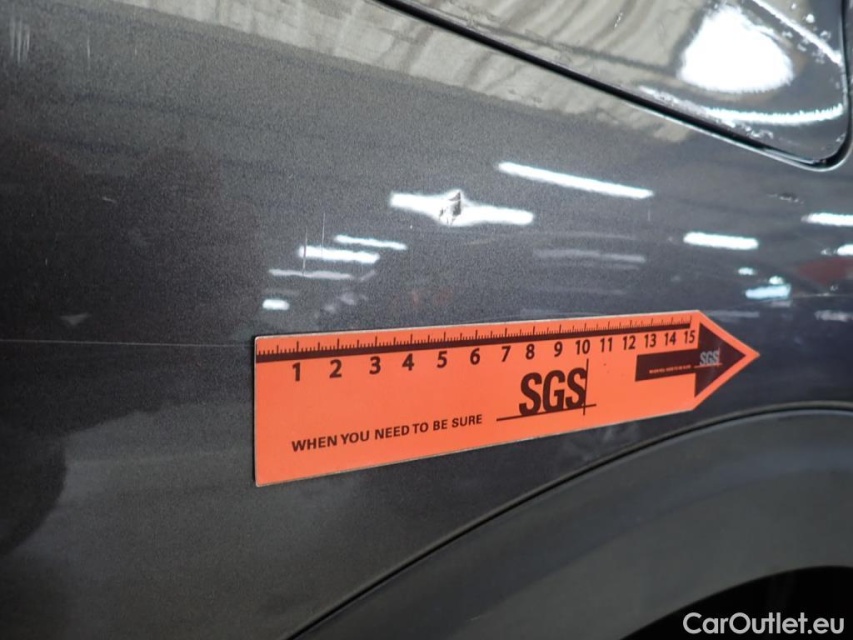 1 2 3 4 5 6 7 8 9 10 11 12 13 14 15
SGS
SGS
WHEN YOU NEED TO BE SURE
CarOutlet.eu